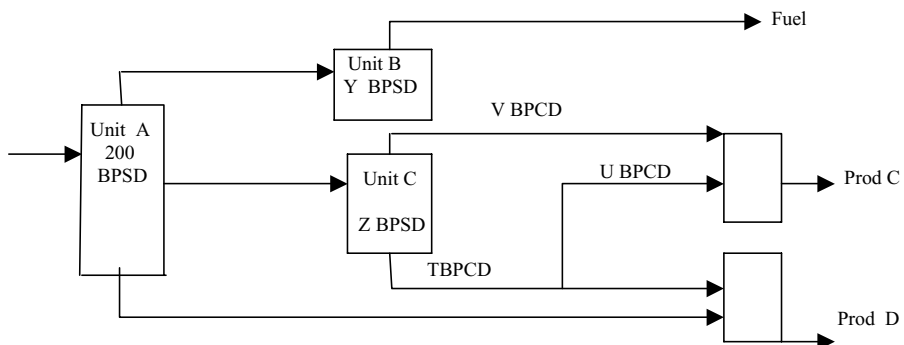 Fuel
Unit B
Y BPSD
V BPCD
Unit A
200
BPSD
Unit C
Z BPSD
U BPCD
Prod C
TBPCD
Prod D